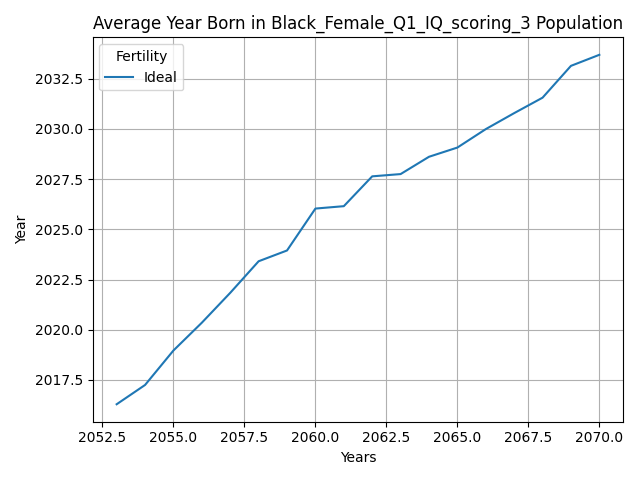 Average Year Born in Black_Female_Q1_IQ_scoring_3 Population
Fertility
Ideal
2032.5
2030.0
2027.5
2025.0
2022.5
2020.0
2017.5
Year
2052.5 2055.0 2057.5 2060.0 2062.5 2065.0 2067.5 2070.0
Years